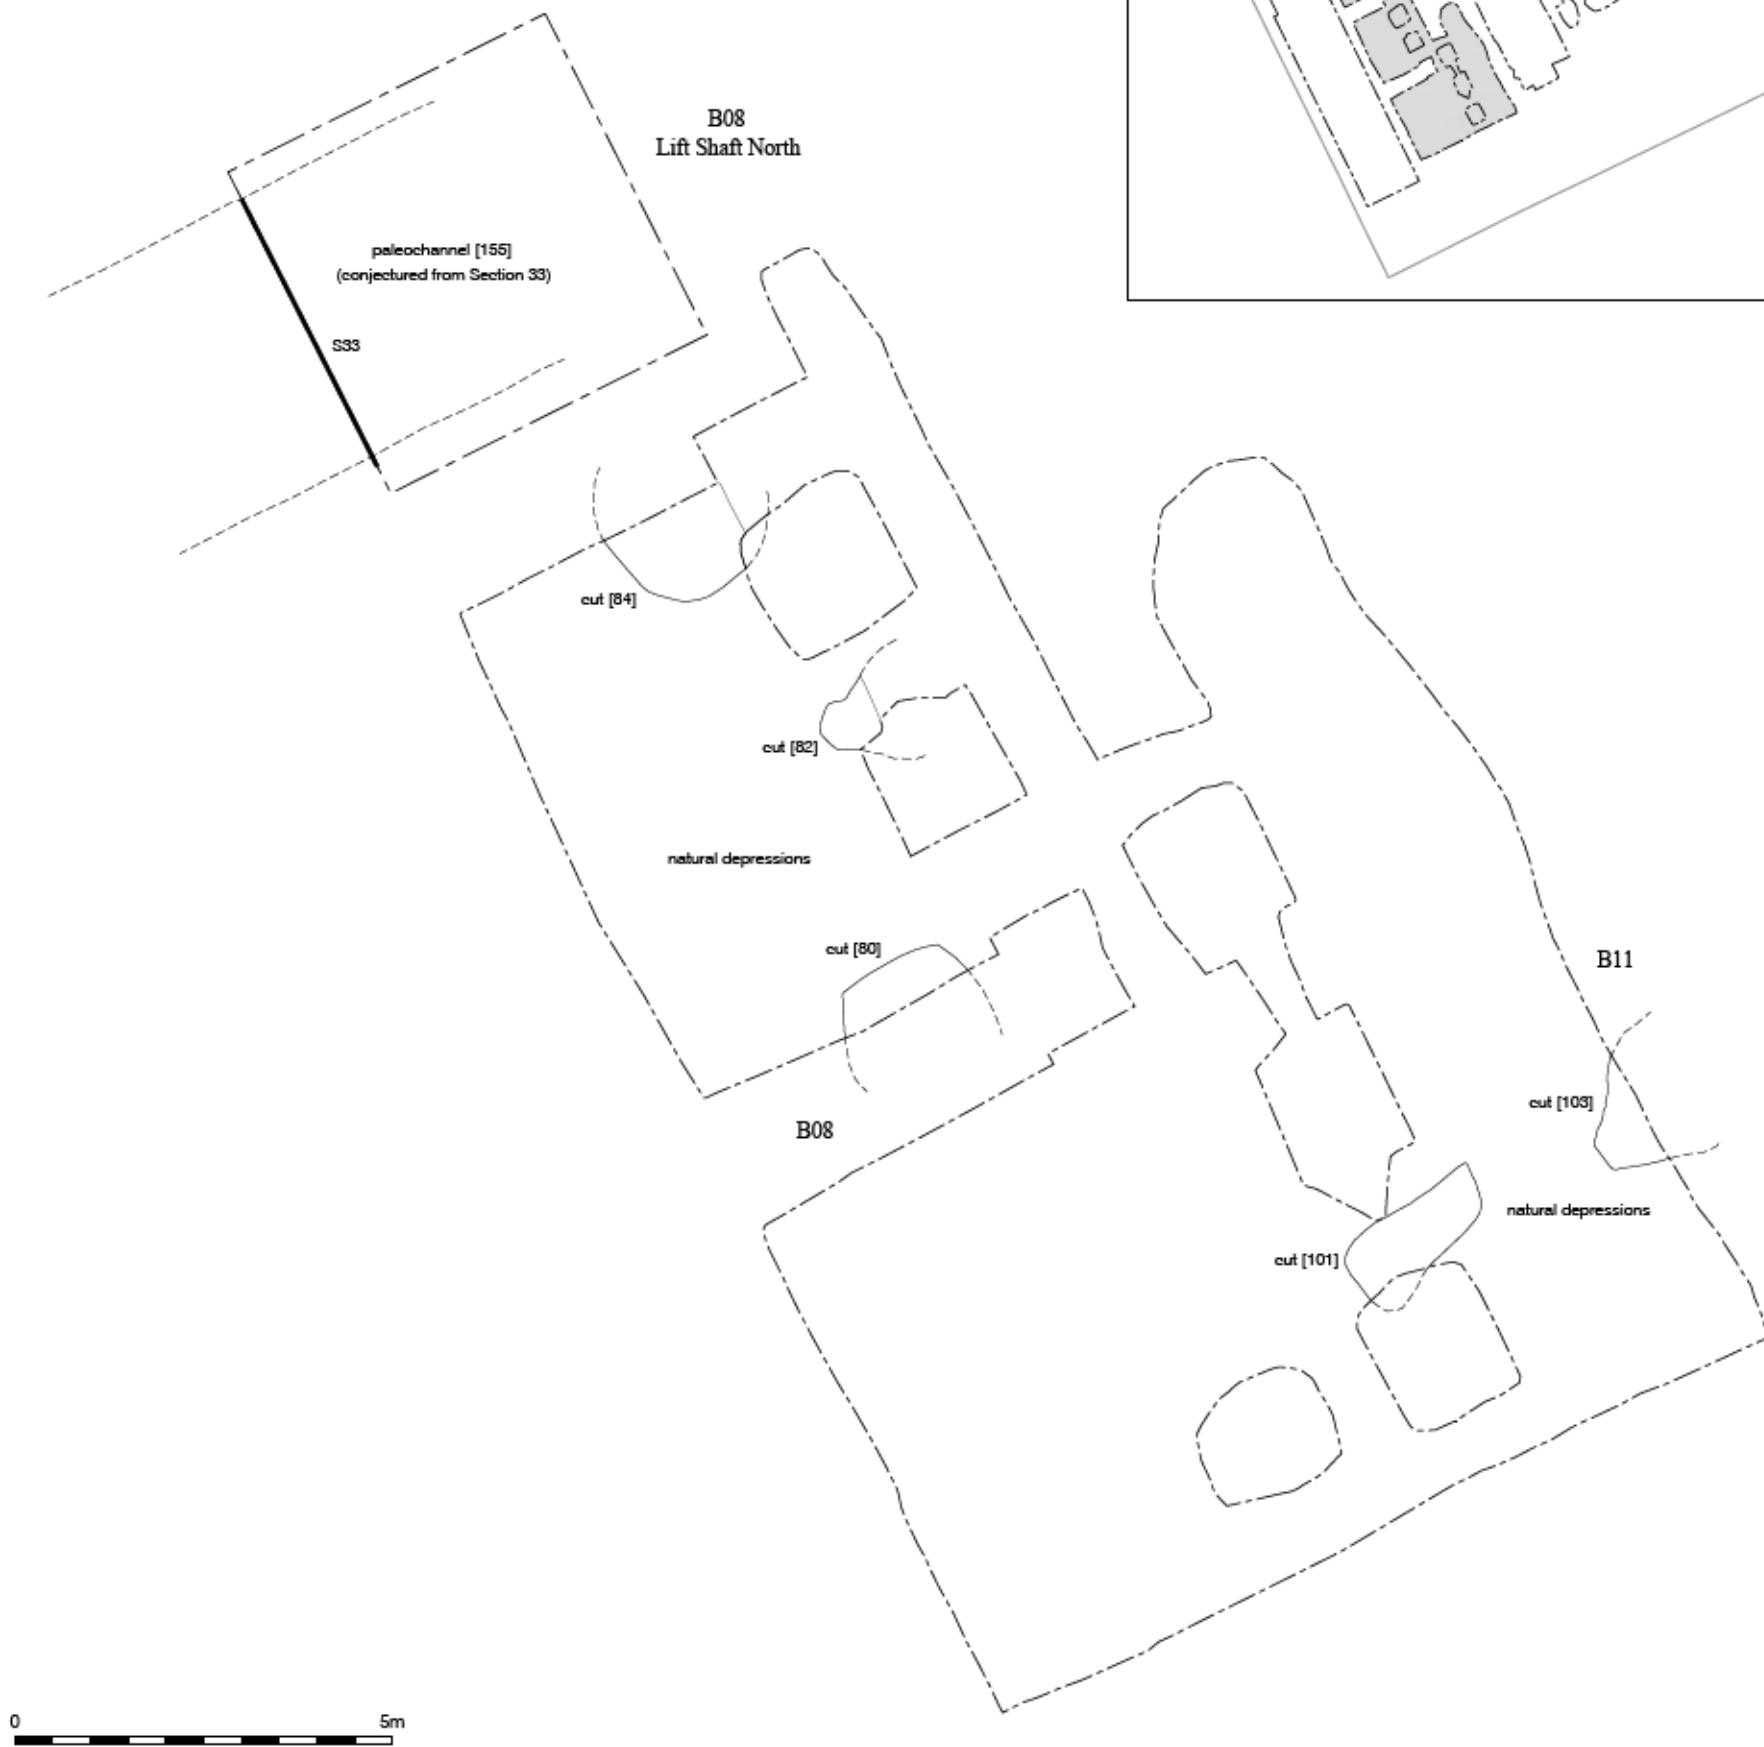 B08
Lift Shaft North
paleochannel [155]
(conjectured from Section 33)
S33
cut [84]
cut [82]
natural depressions
cut [80]
B11
cut [103]
B08
natural depressions
cut [101]
0 5m